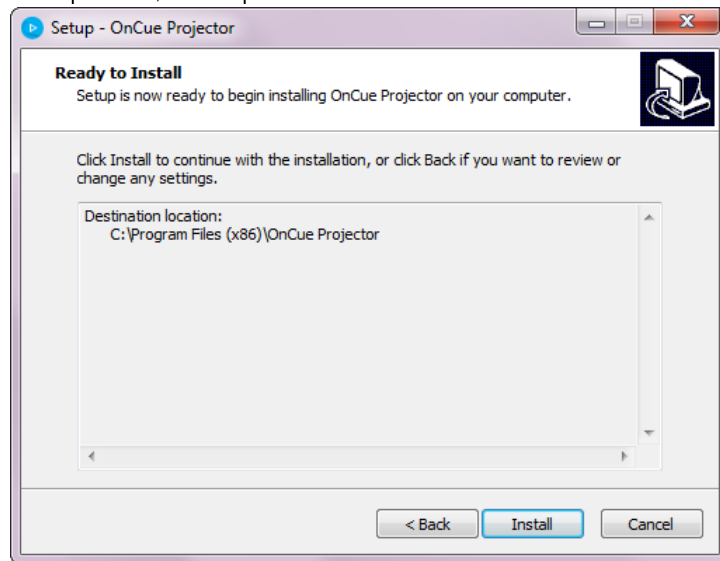 Setup - OnCue Projector
Ready to Install
Setup is now ready to begin installing OnCue Projector on your computer.
Click Install to continue with the installation, or click Back if you want to review or
change any settings.
Destination location:
C:\Program Files (x86)\OnCue Projector
< Back
Install
Cancel